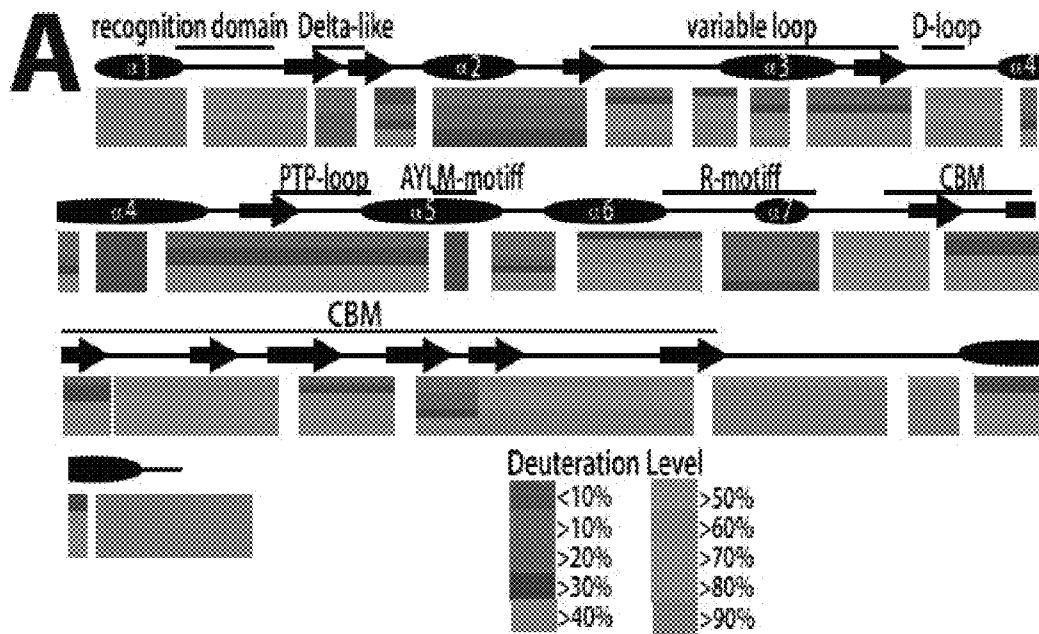 A
recognition domain Delta-like variable loop D-loop
α1 α2 α3 α4
PTP-loop AYLM-motiff R-motiff CBM
α4 α5 α6 α7
CBM
Deuteration Level
<10% >50%
>10% >60%
>20% >70%
>30% >80%
>40% >90%